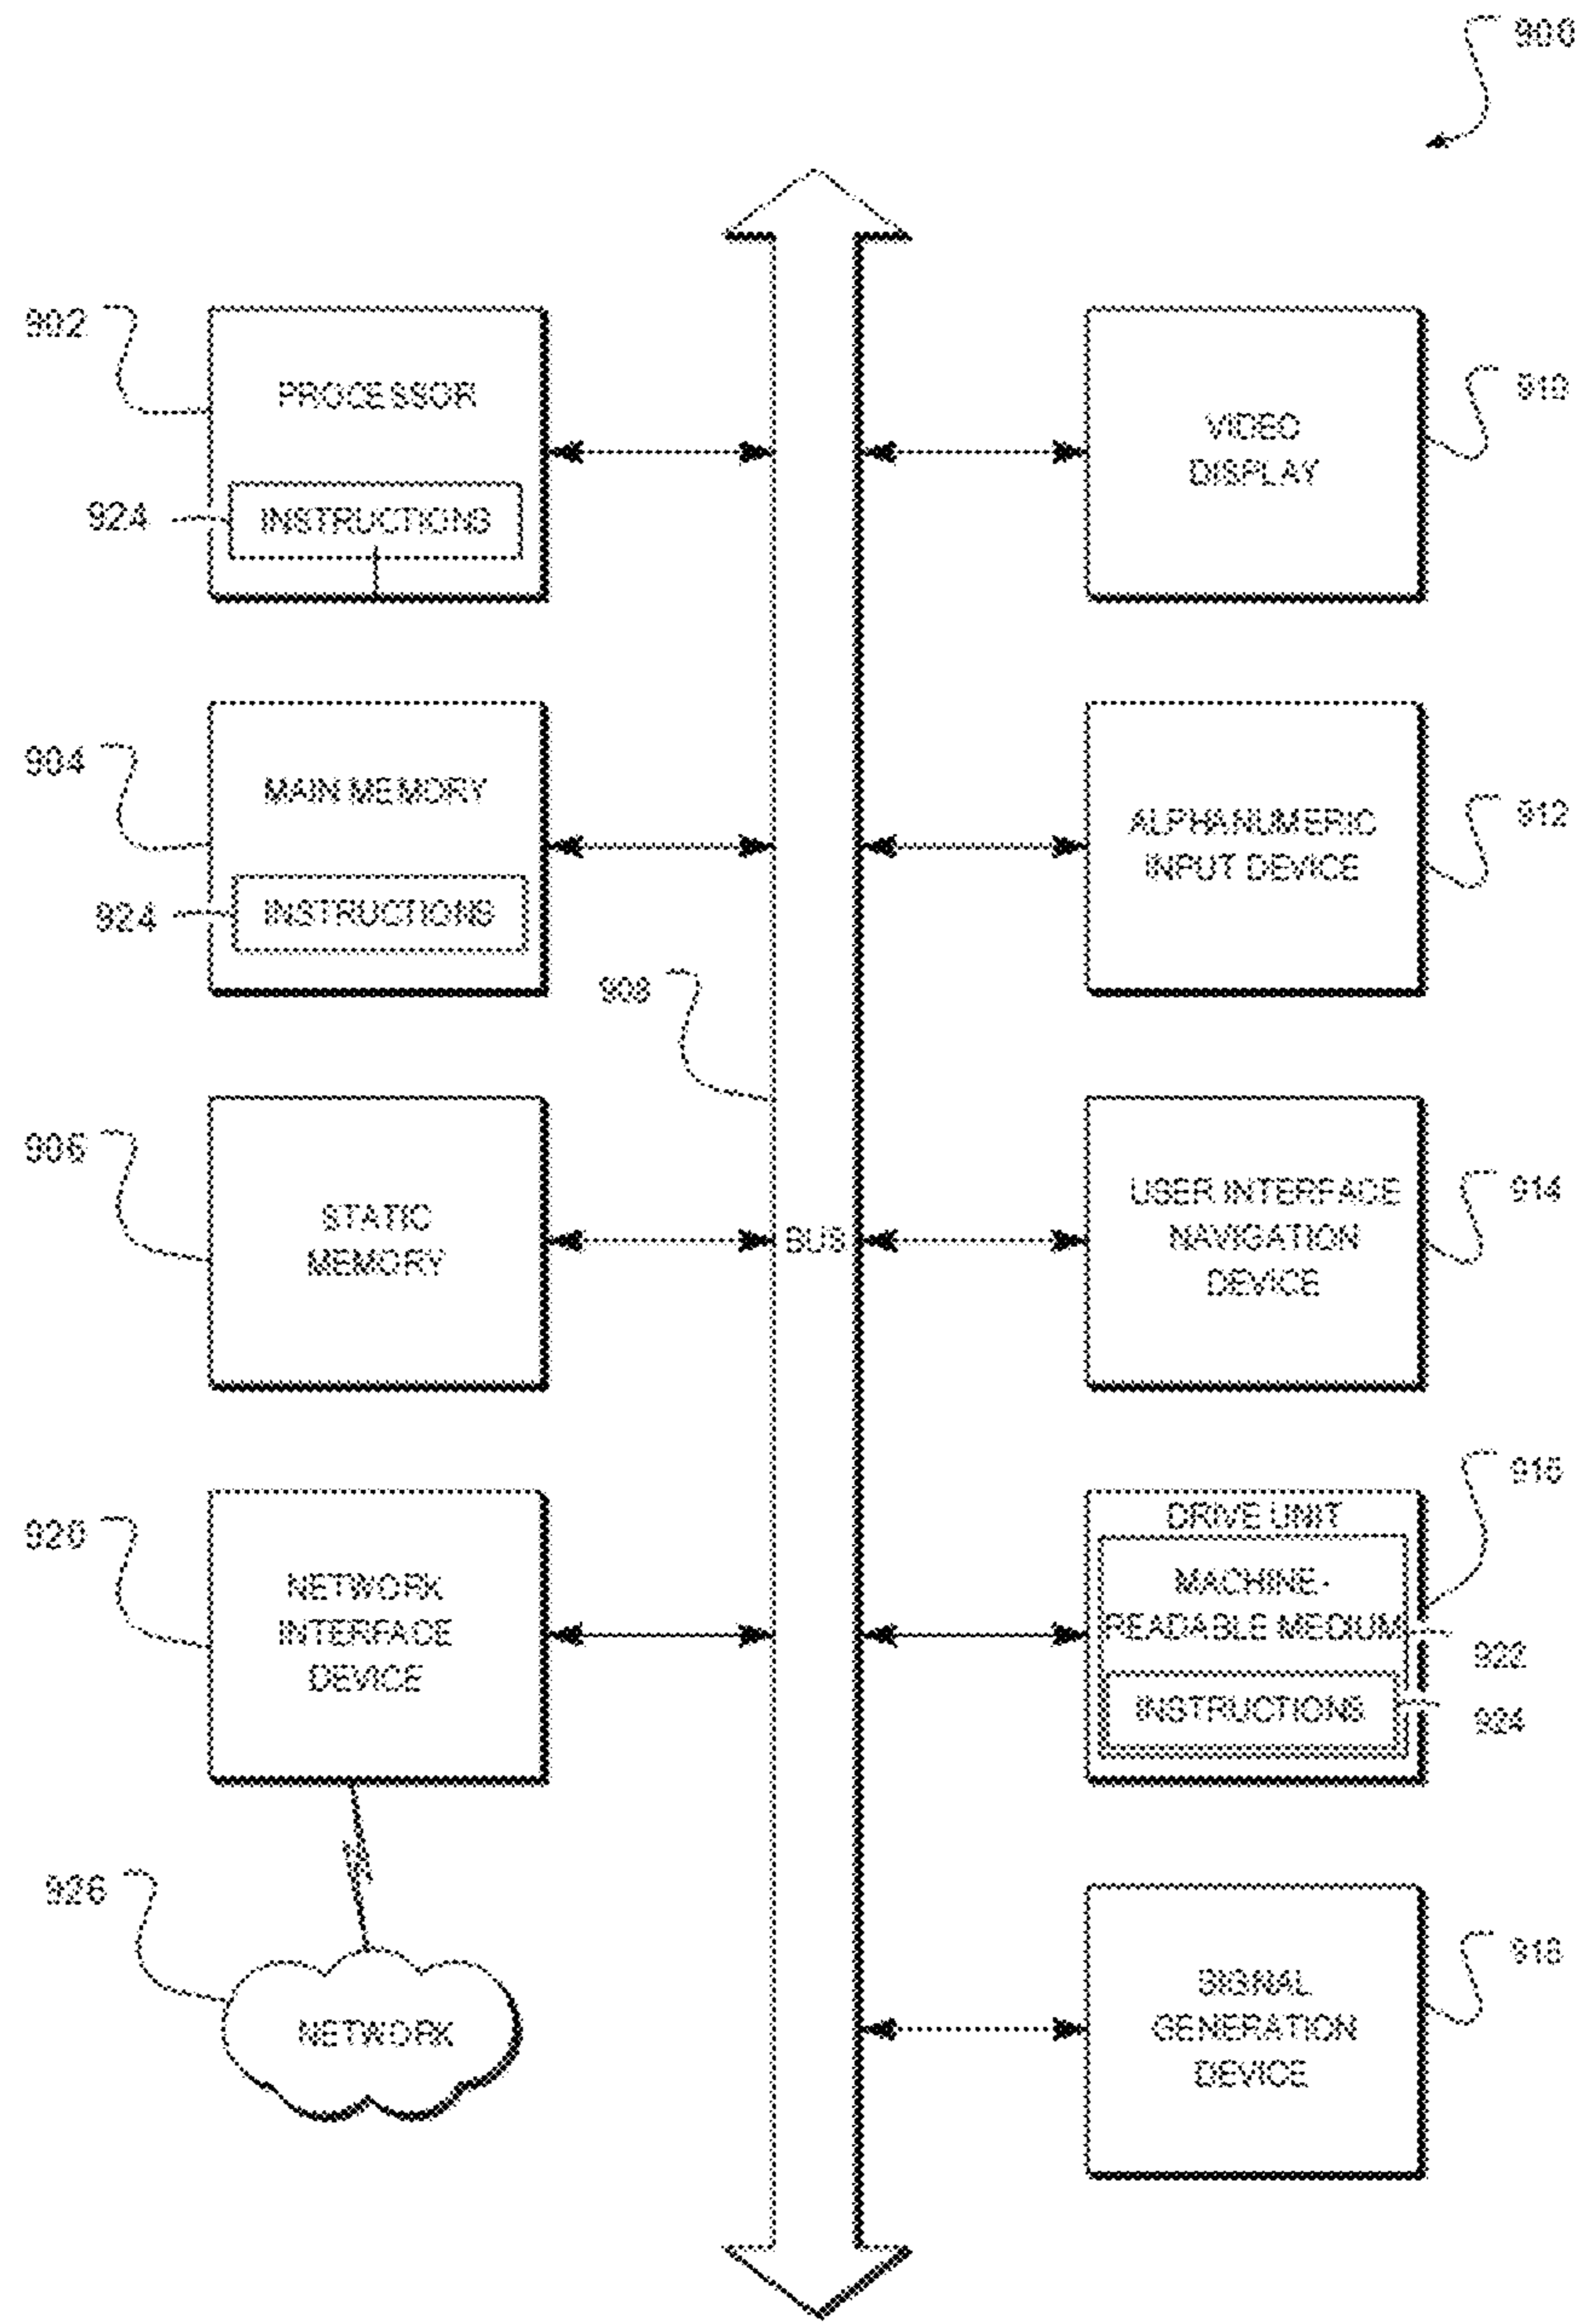 900
902
PROCESSOR
924
INSTRUCTIONS
910
VIDEO
DISPLAY
904
MAIN MEMORY
924
INSTRUCTIONS
912
ALPHANUMERIC
INPUT DEVICE
908
906
STATIC
MEMORY
BUS
914
USER INTERFACE
NAVIGATION
DEVICE
920
NETWORK
INTERFACE
DEVICE
916
DRIVE UNIT
MACHINE-
READABLE MEDIUM
922
INSTRUCTIONS
924
926
NETWORK
918
SIGNAL
GENERATION
DEVICE